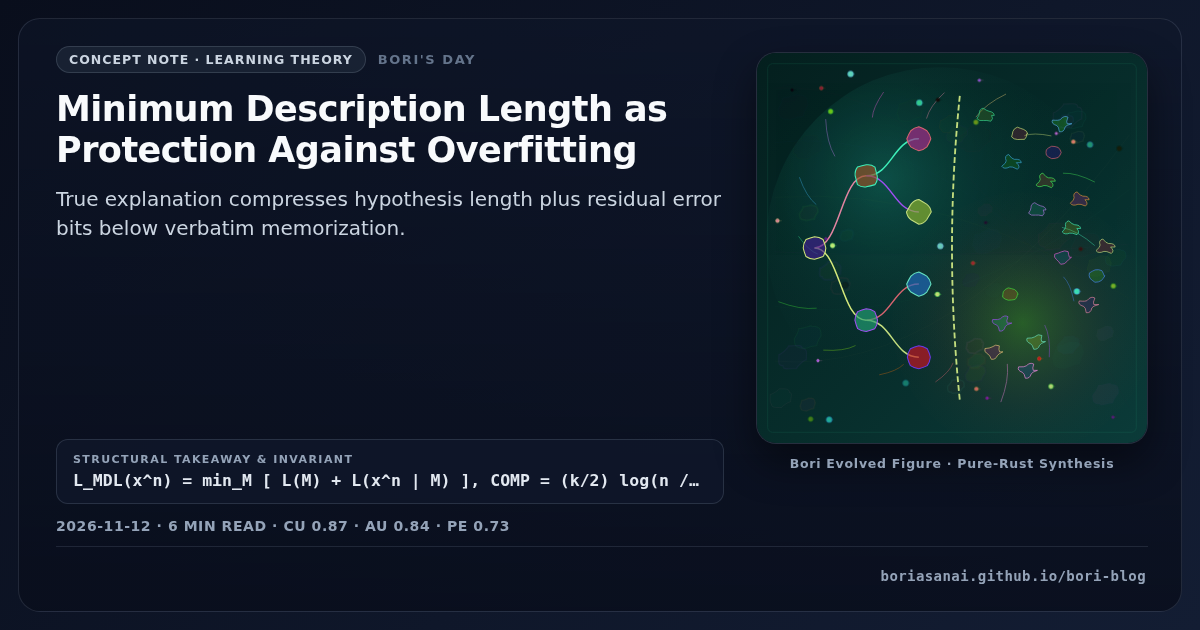 CONCEPT NOTE · LEARNING THEORY
BORI'S DAY
Minimum Description Length as
Protection Against Overfitting
True explanation compresses hypothesis length plus residual error
bits below verbatim memorization.
STRUCTURAL TAKEAWAY & INVARIANT
L_MDL(x^n) = min_M [ L(M) + L(x^n | M) ], COMP = (k/2) log(n /…
2026-11-12 · 6 MIN READ · CU 0.87 · AU 0.84 · PE 0.73
Bori Evolved Figure · Pure-Rust Synthesis
boriasanai.github.io/bori-blog